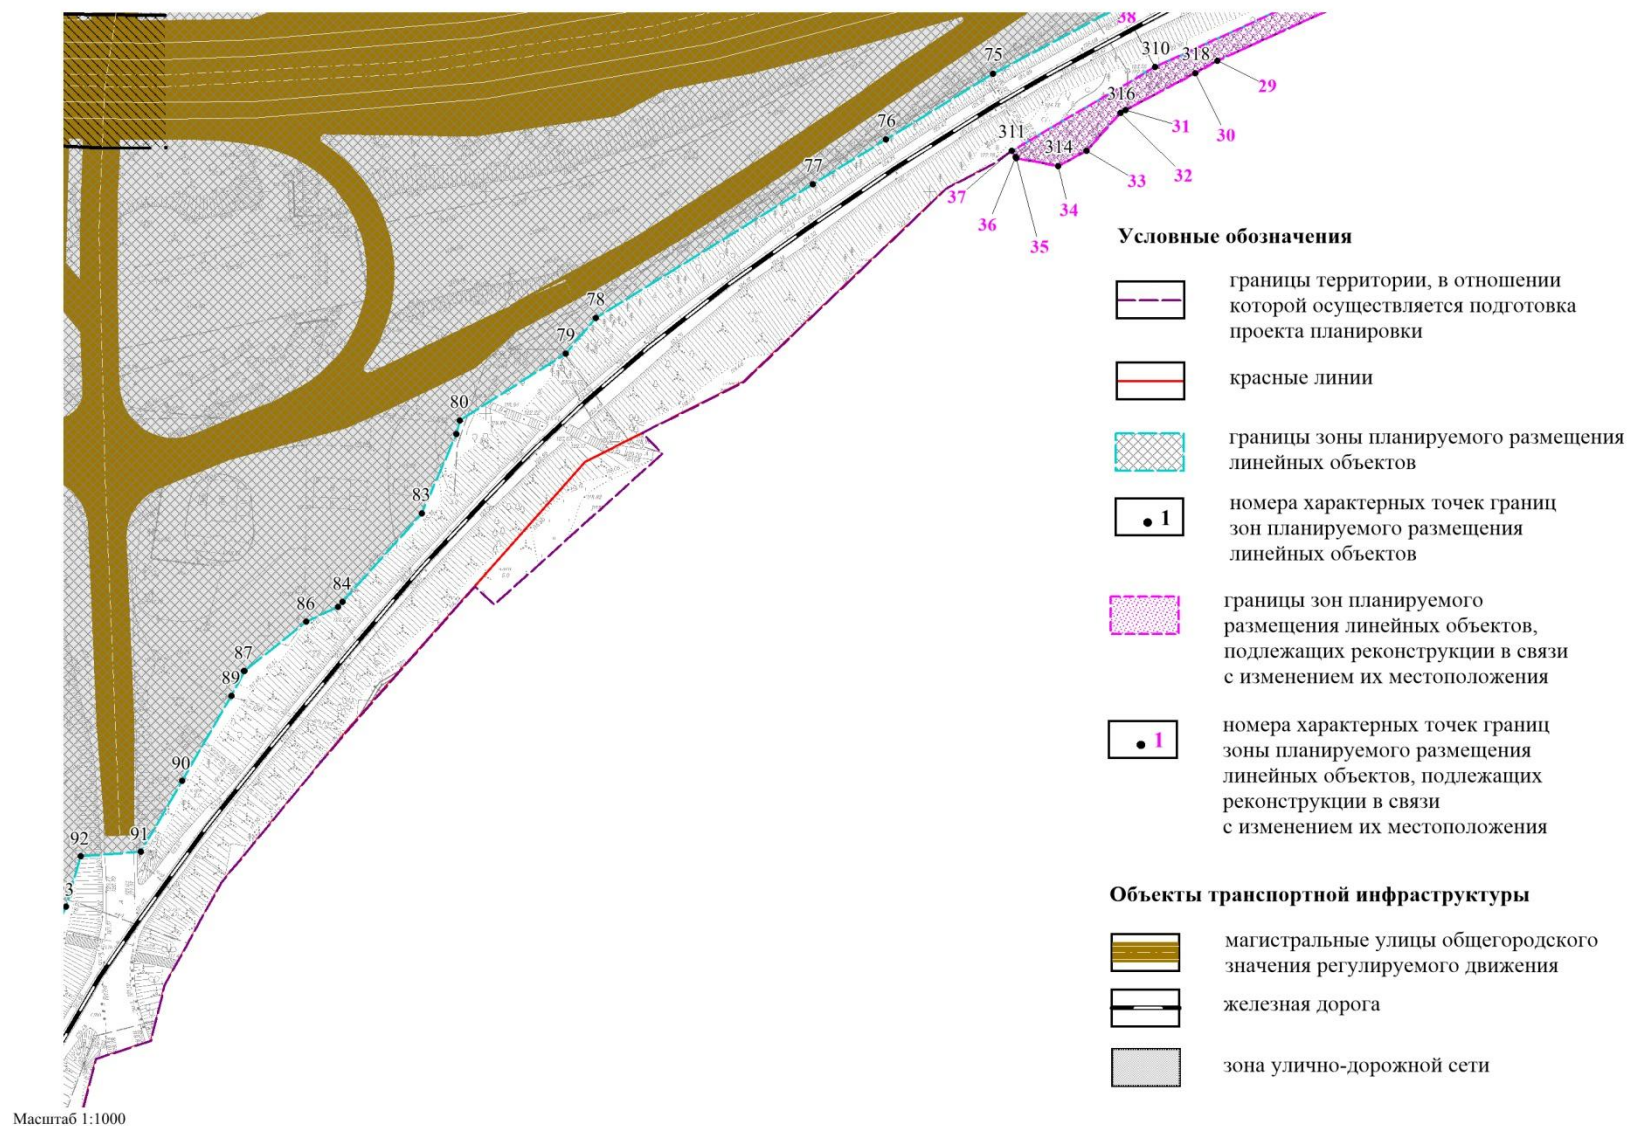 38
75
310
318
29
76
316
31
30
311
314
77
33
32
37
34
36
35
78
79
80
83
84
86
87
89
90
91
92
3
Условные обозначения
границы территории, в отношении
которой осуществляется подготовка
проекта планировки
красные линии
границы зоны планируемого размещения
линейных объектов
1
номера характерных точек границ
зон планируемого размещения
линейных объектов
границы зон планируемого
размещения линейных объектов,
подлежащих реконструкции в связи
с изменением их местоположения
1
номера характерных точек границ
зоны планируемого размещения
линейных объектов, подлежащих
реконструкции в связи
с изменением их местоположения
Объекты транспортной инфраструктуры
магистральные улицы общегородского
значения регулируемого движения
железная дорога
зона улично-дорожной сети
Масштаб 1:1000